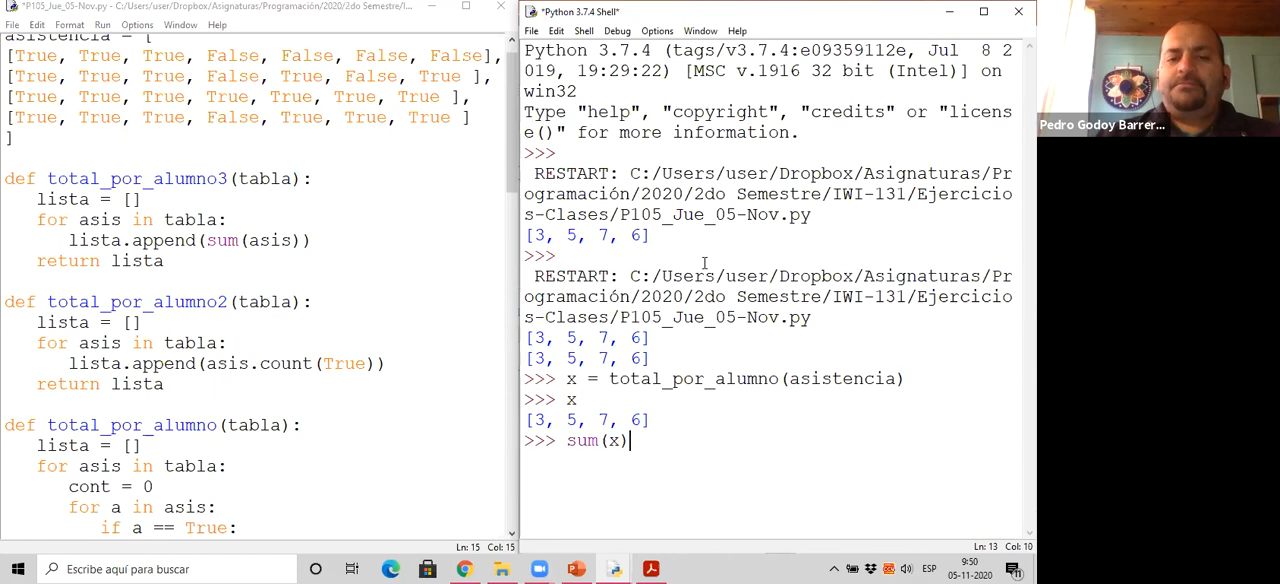 *P105_Jue_05-Nov.py - C:/Users/user/Dropbox/Asignaturas/Programación/2020/2do Semestre/I...
File Edit Format Run Options Window Help
asistencia = [
[True, True, True, False, False, False, False],
[True, True, True, False, True, False, True ],
[True, True, True, True, True, True, True ],
[True, True, True, False, True, True, True ]
]
def total_por_alumno3(tabla):
lista = []
for asis in tabla:
lista.append(sum(asis))
return lista
def total_por_alumno2(tabla):
lista = []
for asis in tabla:
lista.append(asis.count(True))
return lista
def total_por_alumno(tabla):
lista = []
for asis in tabla:
cont = 0
for a in asis:
if a == True:
Ln: 15 Col: 15
*Python 3.7.4 Shell*
File Edit Shell Debug Options Window Help
Python 3.7.4 (tags/v3.7.4:e09359112e, Jul 8 2
019, 19:29:22) [MSC v.1916 32 bit (Intel)] on
win32
Type "help", "copyright", "credits" or "licens
e()" for more information.
>>>
RESTART: C:/Users/user/Dropbox/Asignaturas/Pr
ogramación/2020/2do Semestre/IWI-131/Ejercicio
s-Clases/P105_Jue_05-Nov.py
[3, 5, 7, 6]
>>>
RESTART: C:/Users/user/Dropbox/Asignaturas/Pr
ogramación/2020/2do Semestre/IWI-131/Ejercicio
s-Clases/P105_Jue_05-Nov.py
[3, 5, 7, 6]
[3, 5, 7, 6]
>>> x = total_por_alumno(asistencia)
>>> x
[3, 5, 7, 6]
>>> sum(x)
Ln: 13 Col: 10
Pedro Godoy Barrer...
Escribe aquí para buscar
ESP
9:50
05-11-2020
11